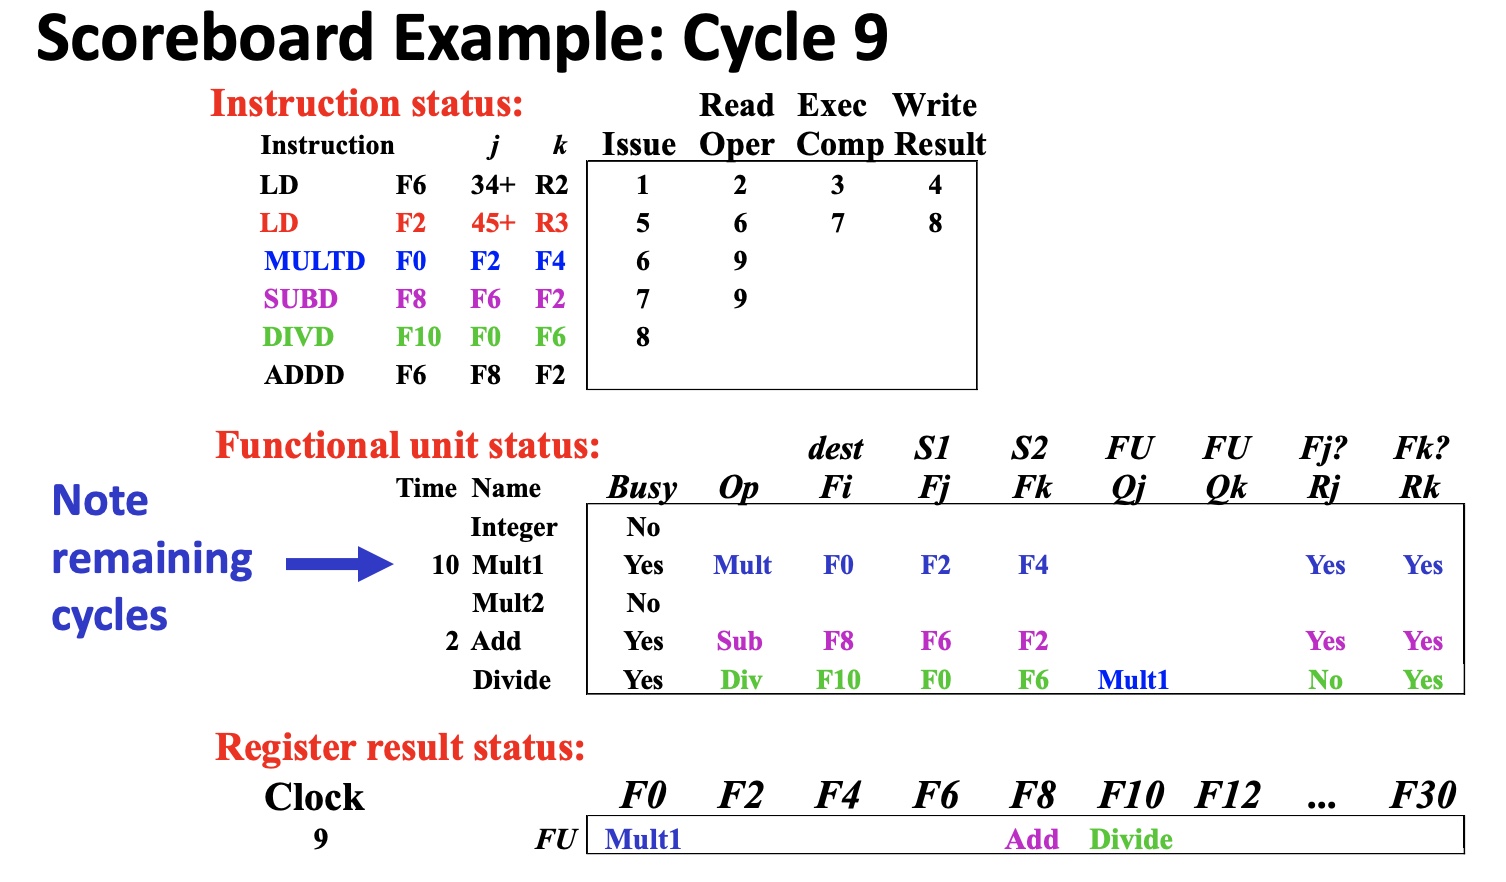 Scoreboard Example: Cycle 9
Instruction status:
Read Exec Write
Instruction j k Issue Oper Comp Result
LD F6 34+ R2 1 2 3 4
LD F2 45+ R3 5 6 7 8
MULTD F0 F2 F4 6 9
SUBD F8 F6 F2 7 9
DIVD F10 F0 F6 8
ADDD F6 F8 F2
Functional unit status:
dest S1 S2 FU FU Fj? Fk?
Time Name Busy Op Fi Fj Fk Qj Qk Rj Rk
Note
remaining
cycles
Integer No
10 Mult1 Yes Mult F0 F2 F4 Yes Yes
Mult2 No
2 Add Yes Sub F8 F6 F2 Yes Yes
Divide Yes Div F10 F0 F6 Mult1 No Yes
Register result status:
Clock F0 F2 F4 F6 F8 F10 F12 ... F30
9 FU Mult1 Add Divide